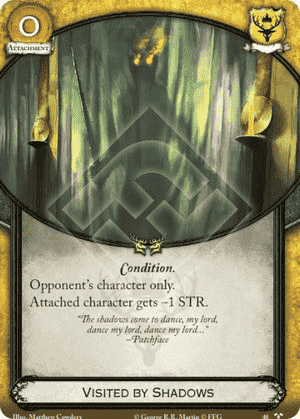 0
ATTACHMENT
Condition.
Opponent's character only.
Attached character gets –1 STR.
"The shadows come to dance, my lord,
dance my lord, dance my lord..."
–Patchface
VISITED BY SHADOWS
Illus. Matthew Cowdery © George R.R. Martin © FFG 48